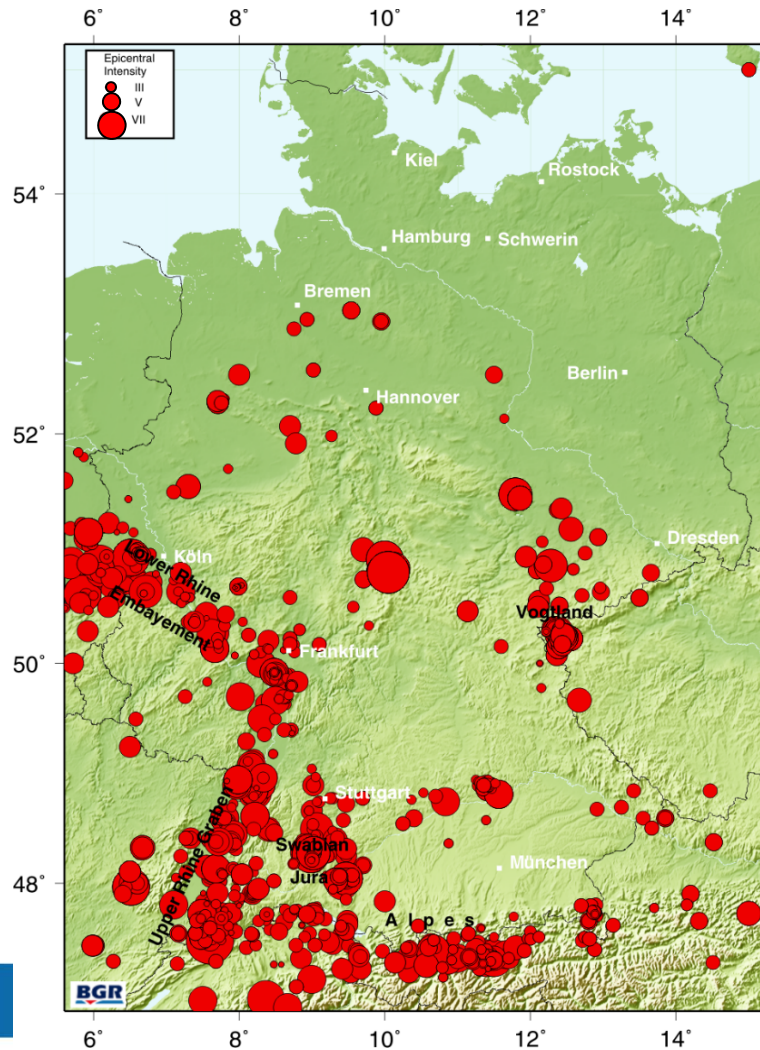 6° 8° 10° 12° 14°
Epicentral
Intensity
III
V
VII
Kiel
Rostock
54°
Hamburg
Schwerin
Bremen
Berlin
Hannover
52°
Dresden
Köln
Lower Rhine
Embayement
Vogtland
50°
Frankfurt
Stuttgart
Upper Rhine Graben
Swabian
Jura
München
48°
Alpes
BGR
6° 8° 10° 12° 14°